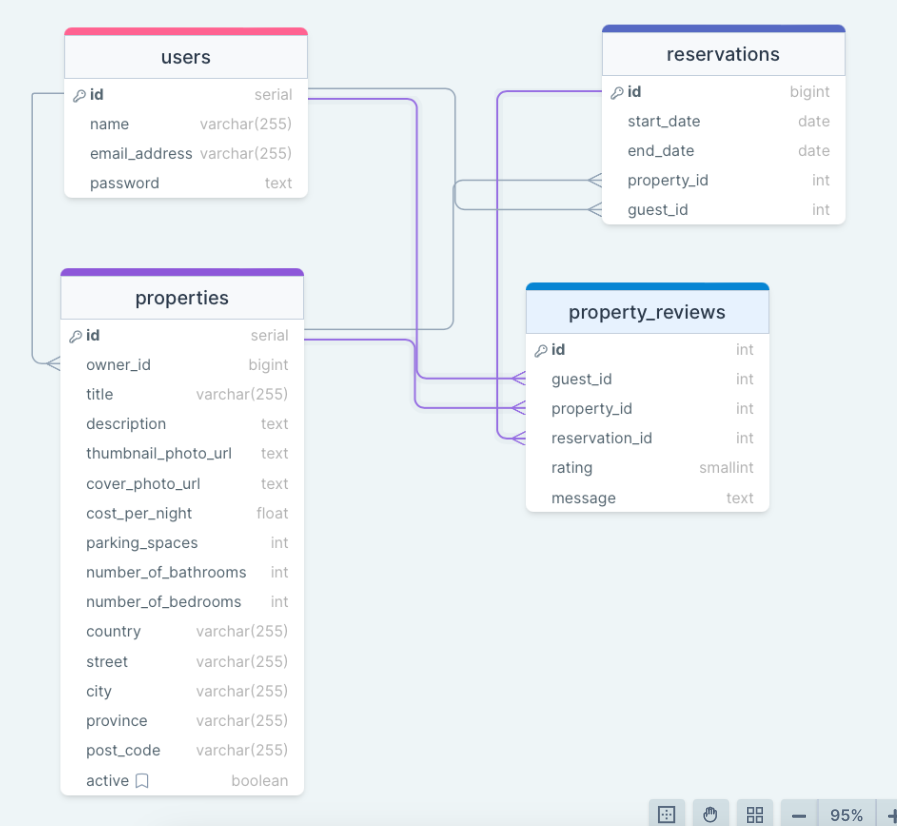 users
id serial
name varchar(255)
email_address varchar(255)
password text
reservations
id bigint
start_date date
end_date date
property_id int
guest_id int
properties
id serial
owner_id bigint
title varchar(255)
description text
thumbnail_photo_url text
cover_photo_url text
cost_per_night float
parking_spaces int
number_of_bathrooms int
number_of_bedrooms int
country varchar(255)
street varchar(255)
city varchar(255)
province varchar(255)
post_code varchar(255)
active boolean
property_reviews
id int
guest_id int
property_id int
reservation_id int
rating smallint
message text
95%